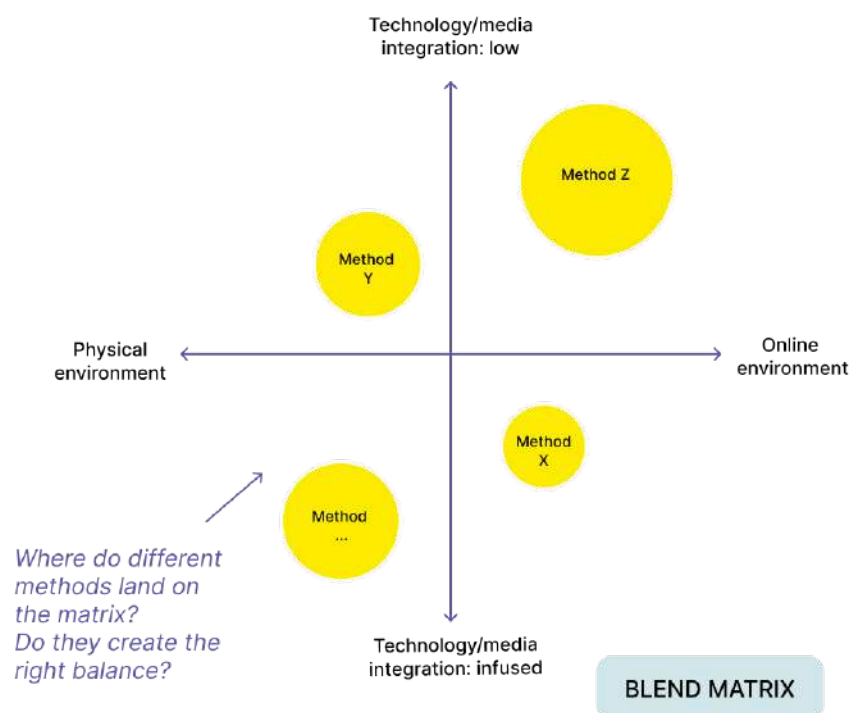 Technology/media
integration: low
Method Z
Method
Y
Physical
environment
Online
environment
Method
X
Method
...
Where do different
methods land on
the matrix?
Do they create the
right balance?
Technology/media
integration: infused
BLEND MATRIX